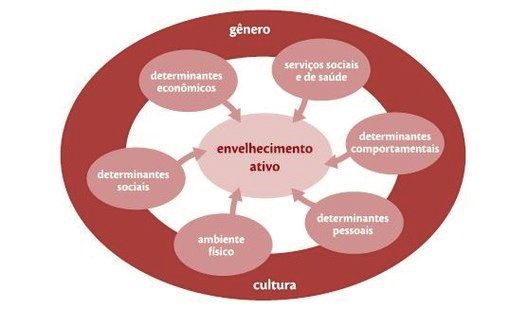 gênero
determinantes
econômicos
serviços sociais
e de saúde
determinantes
comportamentais
envelhecimento
ativo
determinantes
sociais
determinantes
pessoais
ambiente
físico
cultura